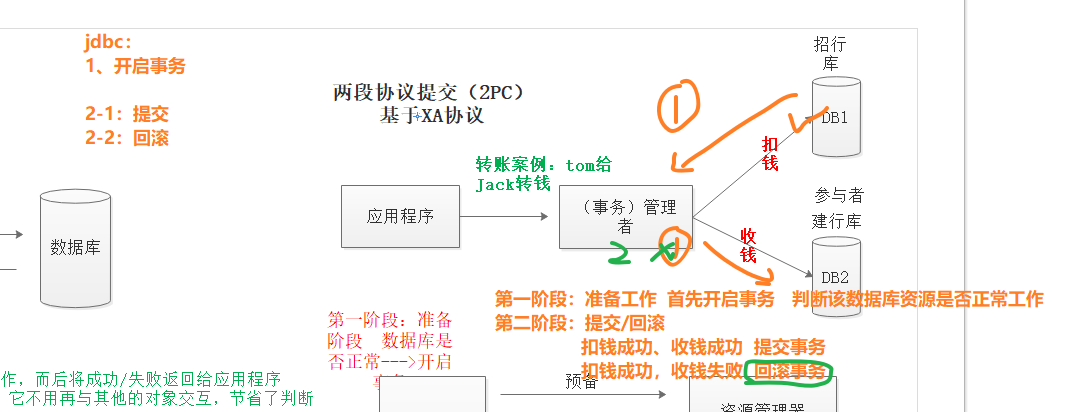 jdbc：
1、开启事务
2-1：提交
2-2：回滚
两段协议提交（2PC）
基于XA协议
招行
库
DB1
①
扣
钱
转账案例：tom给
Jack转钱
应用程序
（事务）管理
者
参与者
建行库
收
钱
DB2
数据库
2 × ①
第一阶段：准备工作 首先开启事务 判断该数据库资源是否正常工作
第二阶段：提交/回滚
扣钱成功、收钱成功 提交事务
扣钱成功，收钱失败 回滚事务
第一阶段：准备
阶段 数据库是
否正常--->开启
作，而后将成功/失败返回给应用程序
它不用再与其他的对象交互，节省了判断
预备
资源管理器